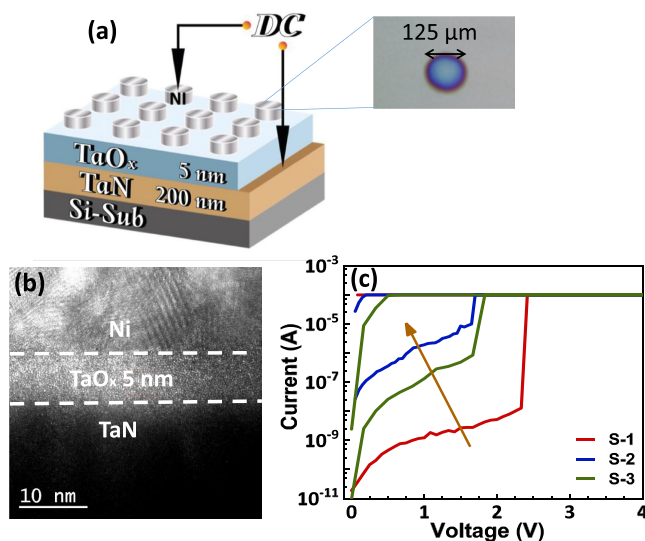 (a)
DC
125 μm
NI
TaOx
5 nm
TaN
200 nm
Si-Sub
(b)
Ni
TaOx 5 nm
TaN
10 nm
(c)
10-3
10-5
10-7
10-9
10-11
Current (A)
0
1
2
3
4
Voltage (V)
S-1
S-2
S-3